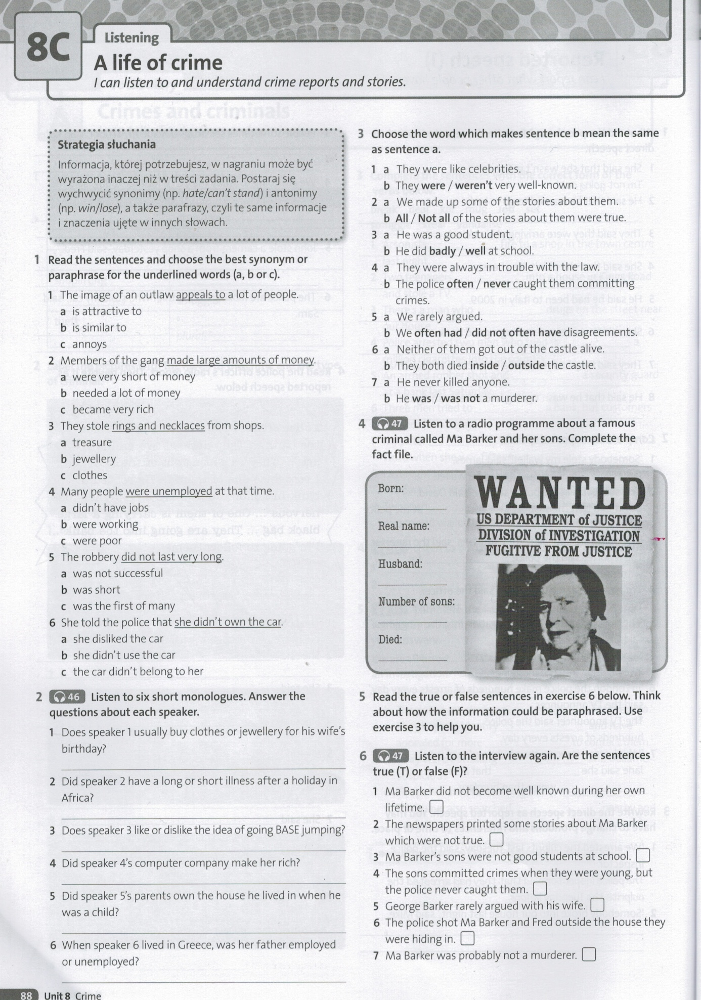 8C
Listening
A life of crime
I can listen to and understand crime reports and stories.
Strategia słuchania
Informacja, której potrzebujesz, w nagraniu może być
wyrażona inaczej niż w treści zadania. Postaraj się
wychwycić synonimy (np. hate/can't stand) i antonimy
(np. win/lose), a także parafrazy, czyli te same informacje
i znaczenia ujęte w innych słowach.
1 Read the sentences and choose the best synonym or
paraphrase for the underlined words (a, b or c).
1 The image of an outlaw appeals to a lot of people.
a is attractive to
b is similar to
c annoys
2 Members of the gang made large amounts of money.
a were very short of money
b needed a lot of money
c became very rich
3 They stole rings and necklaces from shops.
a treasure
b jewellery
c clothes
4 Many people were unemployed at that time.
a didn't have jobs
b were working
c were poor
5 The robbery did not last very long.
a was not successful
b was short
c was the first of many
6 She told the police that she didn't own the car.
a she disliked the car
b she didn't use the car
c the car didn't belong to her
2 46 Listen to six short monologues. Answer the
questions about each speaker.
1 Does speaker 1 usually buy clothes or jewellery for his wife's
birthday?
2 Did speaker 2 have a long or short illness after a holiday in
Africa?
3 Does speaker 3 like or dislike the idea of going BASE jumping?
4 Did speaker 4's computer company make her rich?
5 Did speaker 5's parents own the house he lived in when he
was a child?
6 When speaker 6 lived in Greece, was her father employed
or unemployed?
3 Choose the word which makes sentence b mean the same
as sentence a.
1 a They were like celebrities.
b They were / weren't very well-known.
2 a We made up some of the stories about them.
b All / Not all of the stories about them were true.
3 a He was a good student.
b He did badly / well at school.
4 a They were always in trouble with the law.
b The police often / never caught them committing
crimes.
5 a We rarely argued.
b We often had / did not often have disagreements.
6 a Neither of them got out of the castle alive.
b They both died inside / outside the castle.
7 a He never killed anyone.
b He was / was not a murderer.
4 47 Listen to a radio programme about a famous
criminal called Ma Barker and her sons. Complete the
fact file.
Born:
Real name:
Husband:
Number of sons:
Died:
WANTED
US DEPARTMENT of JUSTICE
DIVISION of INVESTIGATION
FUGITIVE FROM JUSTICE
5 Read the true or false sentences in exercise 6 below. Think
about how the information could be paraphrased. Use
exercise 3 to help you.
6 47 Listen to the interview again. Are the sentences
true (T) or false (F)?
1 Ma Barker did not become well known during her own
lifetime.
2 The newspapers printed some stories about Ma Barker
which were not true.
3 Ma Barker's sons were not good students at school.
4 The sons committed crimes when they were young, but
the police never caught them.
5 George Barker rarely argued with his wife.
6 The police shot Ma Barker and Fred outside the house they
were hiding in.
7 Ma Barker was probably not a murderer.
88 Unit 8 Crime